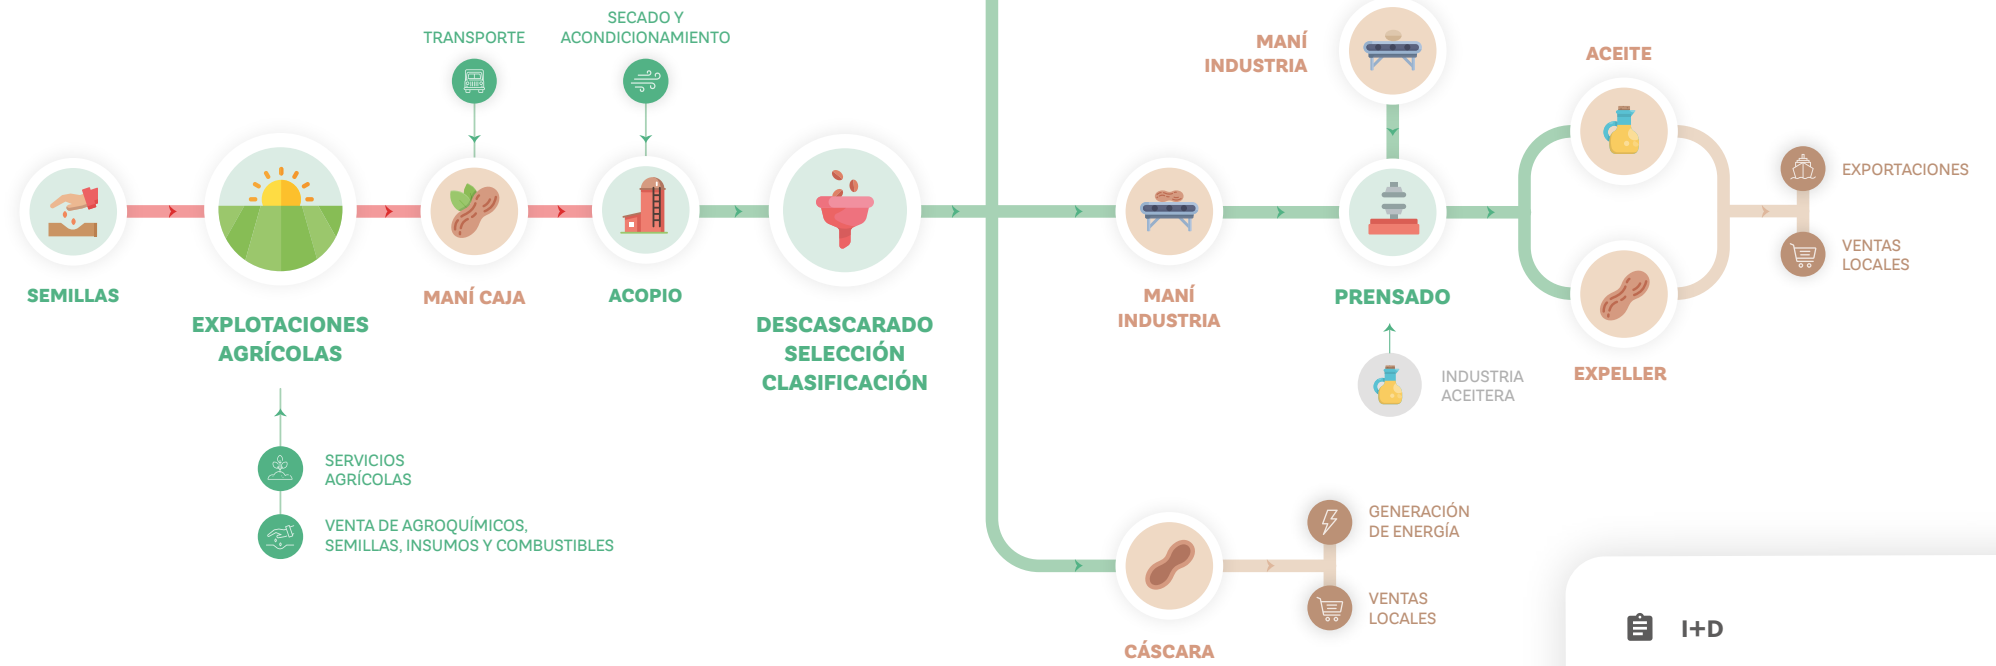 TRANSPORTE
SECADO Y
ACONDICIONAMIENTO
MANÍ
INDUSTRIA
ACEITE
EXPORTACIONES
VENTAS
LOCALES
SEMILLAS
EXPLOTACIONES
AGRÍCOLAS
MANÍ CAJA
ACOPIO
DESCASCARADO
SELECCIÓN
CLASIFICACIÓN
MANÍ
INDUSTRIA
PRENSADO
INDUSTRIA
ACEITERA
EXPELLER
SERVICIOS
AGRÍCOLAS
VENTA DE AGROQUÍMICOS,
SEMILLAS, INSUMOS Y COMBUSTIBLES
GENERACIÓN
DE ENERGÍA
VENTAS
LOCALES
CÁSCARA
I+D